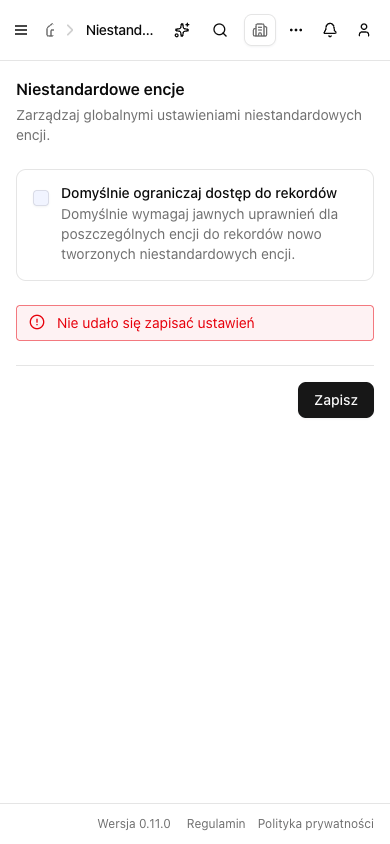 Niestand...
Niestandardowe encje
Zarządzaj globalnymi ustawieniami niestandardowych
encji.
Domyślnie ograniczaj dostęp do rekordów
Domyślnie wymagaj jawnych uprawnień dla
poszczególnych encji do rekordów nowo
tworzonych niestandardowych encji.
Nie udało się zapisać ustawień
Zapisz
Wersja 0.11.0 Regulamin Polityka prywatności